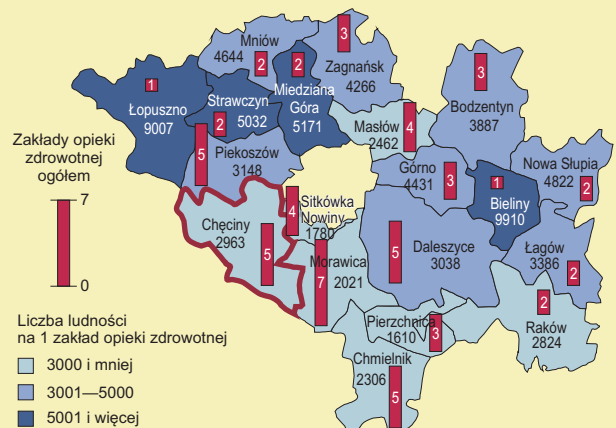 Mniów
4644
2
3
Zagnańsk
4266
2
Miedziana
Góra
5171
1
Łopuszno
9007
Strawczyn
2
5032
3
Bodzentyn
3887
Masłów
2462
4
5
Piekoszów
3148
Górno
4431
3
1
Bieliny
9910
Nowa Słupia
4822
2
Zakłady opieki
zdrowotnej
ogółem
7
0
Chęciny
2963
5
4
Sitkówka
Nowiny
1780
Morawica
2021
7
5
Daleszyce
3038
Łagów
3386
2
Pierzchnica
1610
3
2
Raków
2824
Chmielnik
2306
5
Liczba ludności
na 1 zakład opieki zdrowotnej
3000 i mniej
3001—5000
5001 i więcej